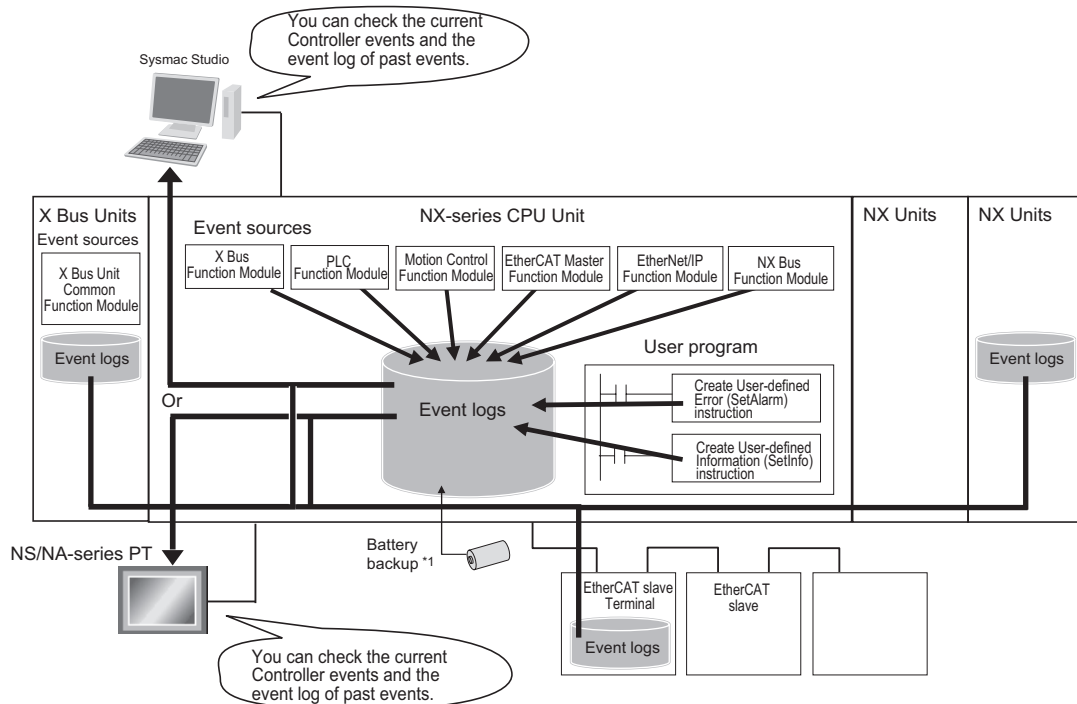 You can check the current
Controller events and the
event log of past events.
Sysmac Studio
X Bus Units
Event sources
X Bus Unit
Common
Function Module
Event logs
NX-series CPU Unit
Event sources
X Bus
Function Module
PLC
Function Module
Motion Control
Function Module
EtherCAT Master
Function Module
EtherNet/IP
Function Module
NX Bus
Function Module
Event logs
User program
Create User-defined
Error (SetAlarm)
instruction
Create User-defined
Information (SetInfo)
instruction
NX Units
NX Units
Event logs
Or
NS/NA-series PT
Battery
backup *1
EtherCAT slave
Terminal
Event logs
EtherCAT
slave
You can check the current
Controller events and the
event log of past events.